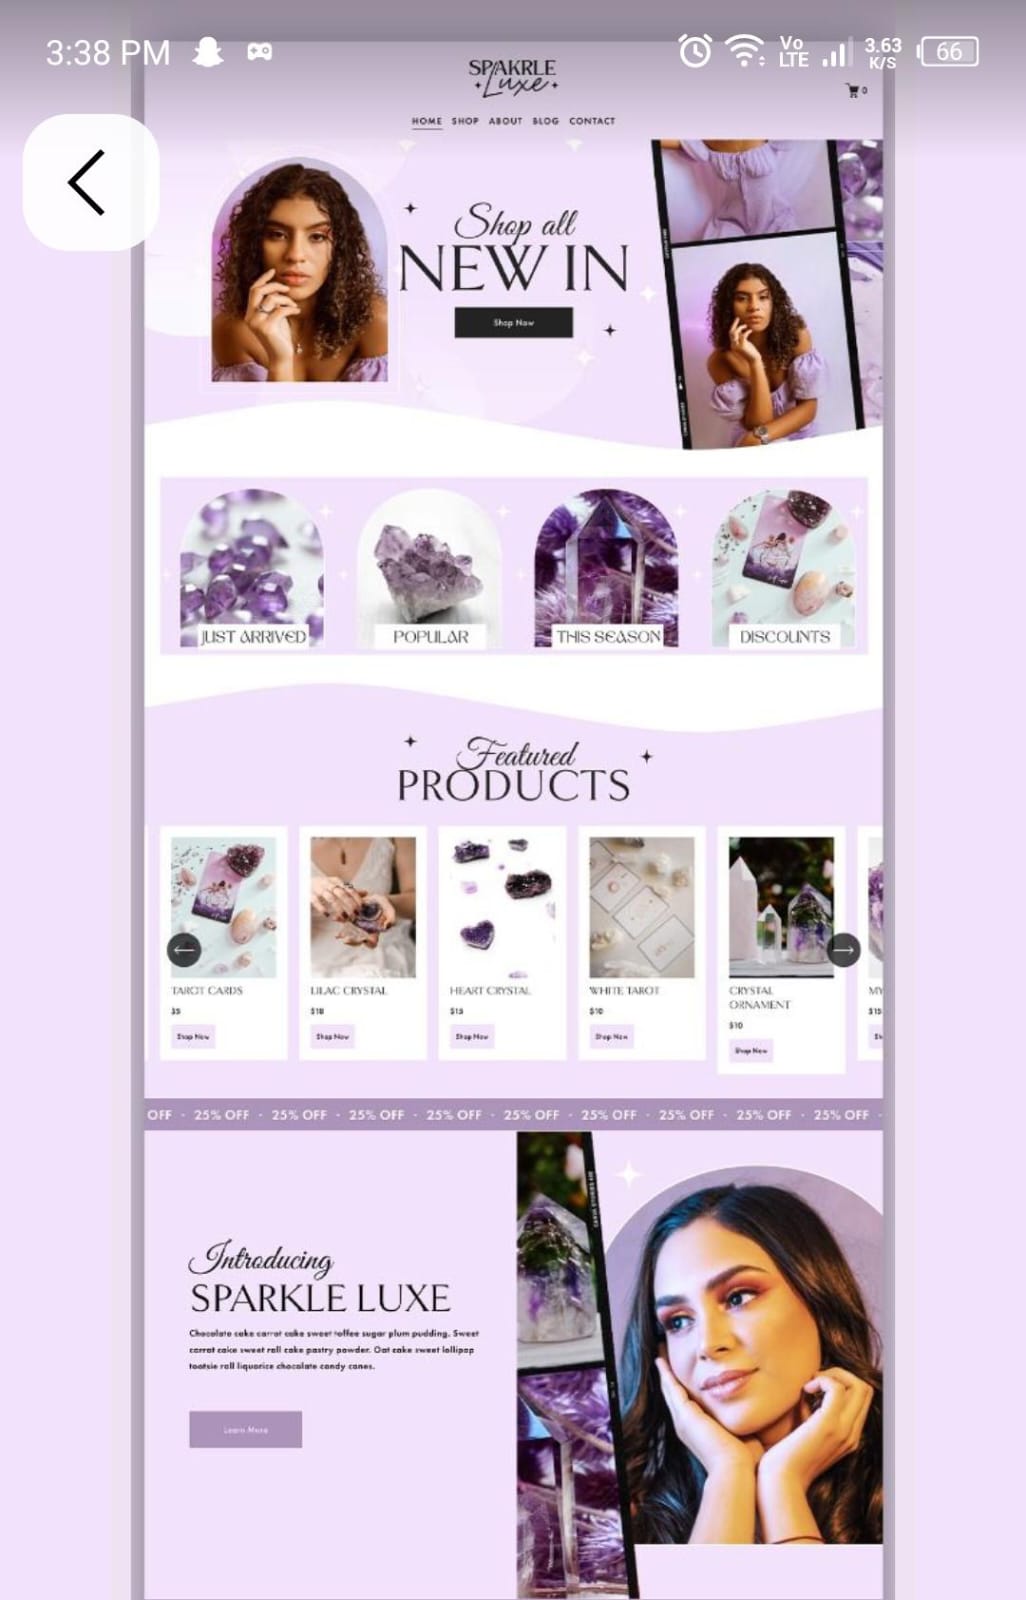 3:38 PM
Vo
LTE
3.63
K/S
66
SPAKRLE
Luxe
0
HOME SHOP ABOUT BLOG CONTACT
Shop all
NEW IN
Shop Now
JUST ARRIVED
POPULAR
THIS SEASON
DISCOUNTS
Featured
PRODUCTS
TAROT CARDS
$5
Shop Now
LILAC CRYSTAL
$18
Shop Now
HEART CRYSTAL
$15
Shop Now
WHITE TAROT
$10
Shop Now
CRYSTAL
ORNAMENT
$10
Shop Now
MY
$15
Sh
OFF - 25% OFF - 25% OFF - 25% OFF - 25% OFF - 25% OFF - 25% OFF - 25% OFF - 25% OFF - 25% OFF -
Introducing
SPARKLE LUXE
Chocolate cake carrot cake sweet toffee sugar plum pudding. Sweet
carrot cake sweet roll cake pastry powder. Oat cake sweet lollipop
tootsie roll liquorice chocolate candy canes.
Learn More